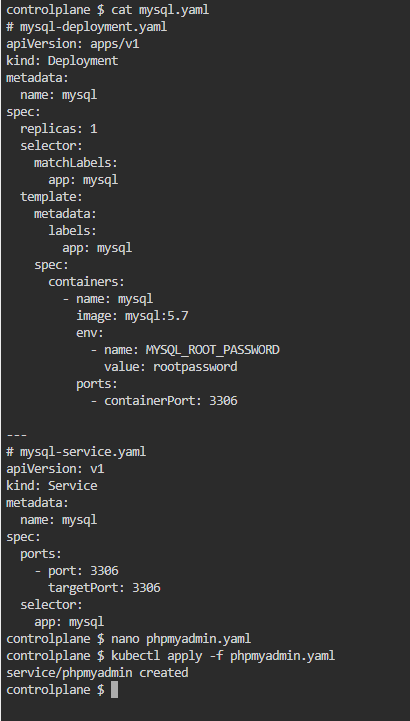 controlplane $ cat mysql.yaml
# mysql-deployment.yaml
apiVersion: apps/v1
kind: Deployment
metadata:
  name: mysql
spec:
  replicas: 1
  selector:
    matchLabels:
      app: mysql
  template:
    metadata:
      labels:
        app: mysql
    spec:
      containers:
        - name: mysql
          image: mysql:5.7
          env:
            - name: MYSQL_ROOT_PASSWORD
              value: rootpassword
          ports:
            - containerPort: 3306

---
# mysql-service.yaml
apiVersion: v1
kind: Service
metadata:
  name: mysql
spec:
  ports:
    - port: 3306
      targetPort: 3306
  selector:
    app: mysql
controlplane $ nano phpmyadmin.yaml
controlplane $ kubectl apply -f phpmyadmin.yaml
service/phpmyadmin created
controlplane $